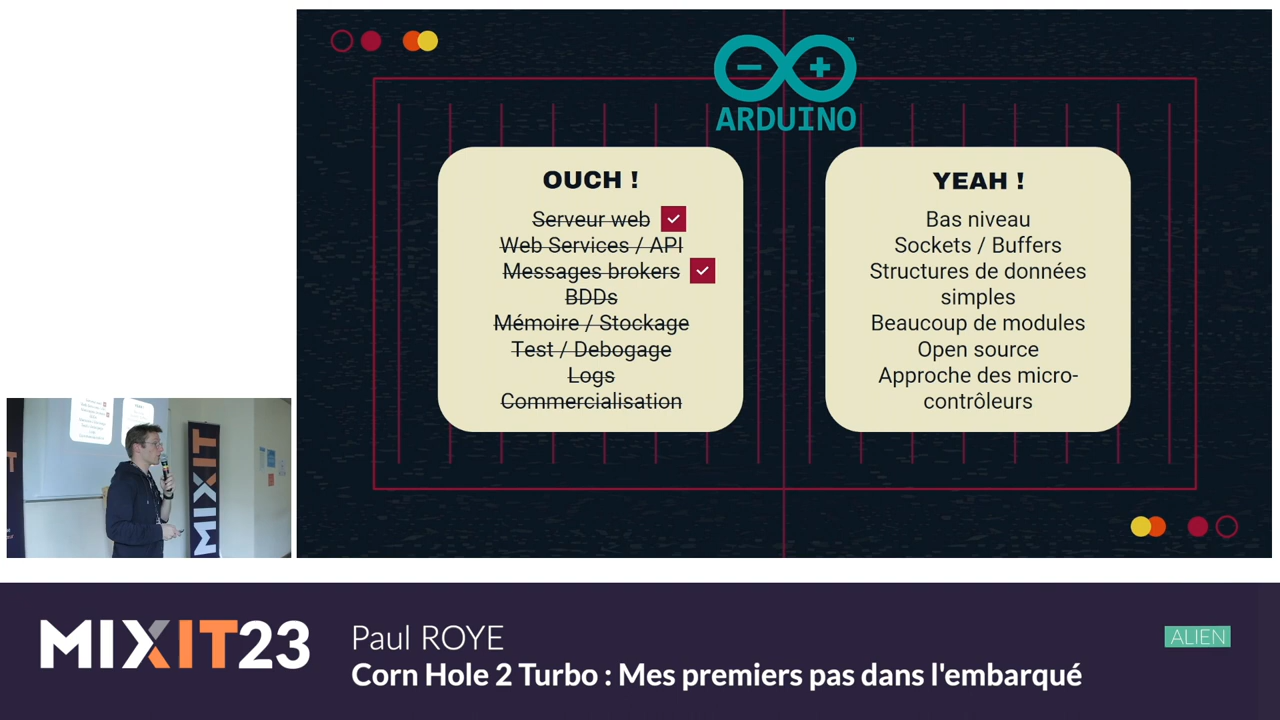 ARDUINO
OUCH !
Serveur web
Web Services / API
Messages brokers
BDDs
Mémoire / Stockage
Test / Debogage
Logs
Commercialisation
YEAH !
Bas niveau
Sockets / Buffers
Structures de données
simples
Beaucoup de modules
Open source
Approche des micro-
contrôleurs
MIXIT
MIXIT23
Paul ROYE
ALIEN
Corn Hole 2 Turbo : Mes premiers pas dans l'embarqué